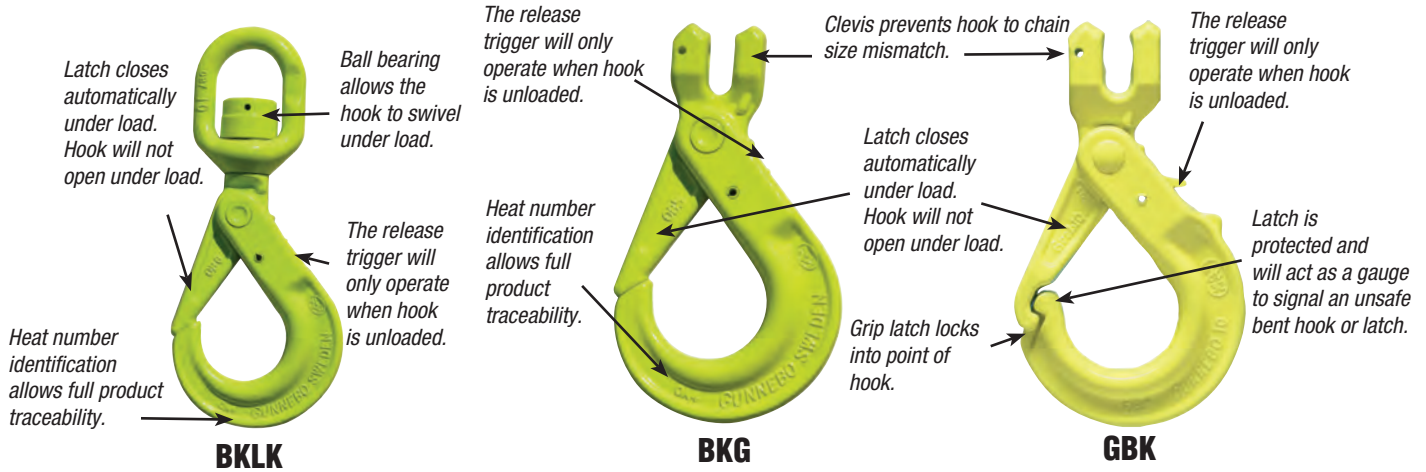 Latch closes
automatically
under load.
Hook will not
open under load.
Ball bearing
allows the
hook to swivel
under load.
The release
trigger will
only operate
when hook
is unloaded.
Heat number
identification
allows full product
traceability.
GUNNEBO SWEDEN
BKLK
The release
trigger will only
operate when hook
is unloaded.
Clevis prevents hook to chain
size mismatch.
Heat number
identification
allows full
product
traceability.
Latch closes
automatically
under load.
Hook will not
open under load.
GUNNEBO SWEDEN
BKG
The release
trigger will only
operate when hook
is unloaded.
Latch is
protected and
will act as a gauge
to signal an unsafe
bent hook or latch.
Grip latch locks
into point of
hook.
GUNNEBO 10
GBK